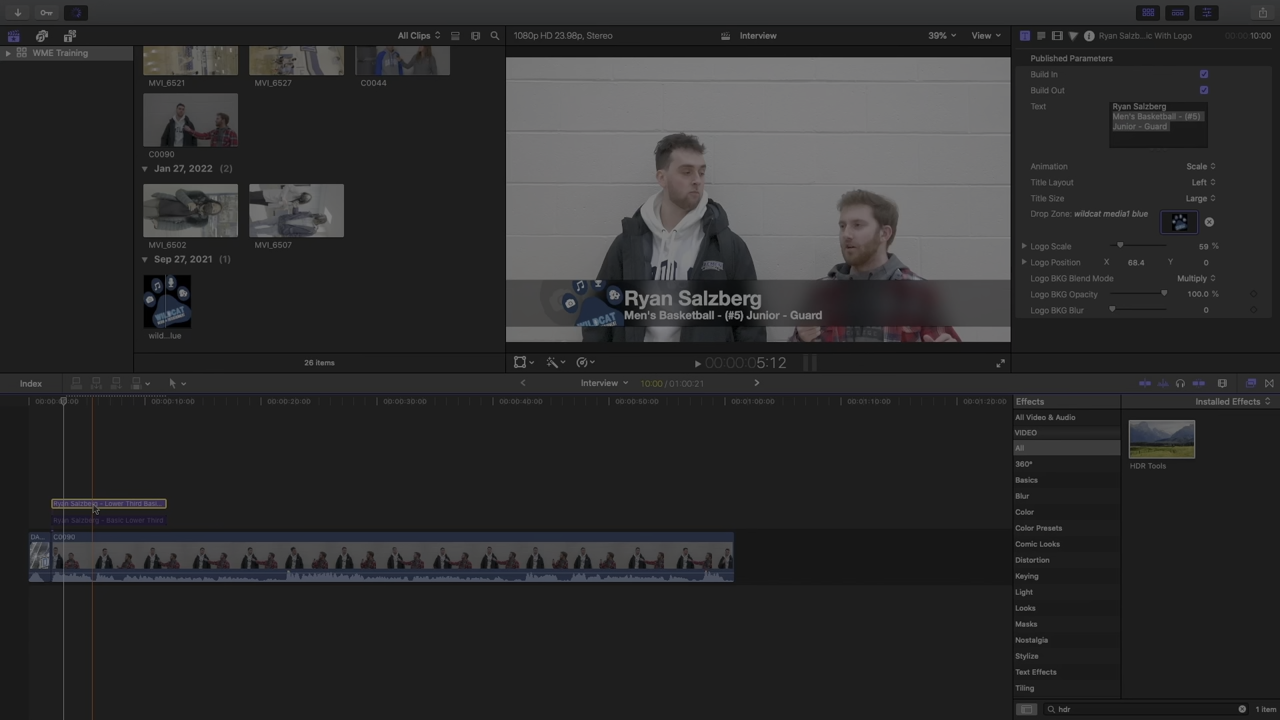 All Clips
1080p HD 23.98p, Stereo
Interview
39%
View
Ryan Salzb...ic With Logo
00:00:10:00
WME Training
MVI_6521
MVI_6527
C0044
C0090
Jan 27, 2022 (2)
MVI_6502
MVI_6507
Sep 27, 2021 (1)
wild...lue
26 items
WILDCAT
Ryan Salzberg
Men's Basketball - (#5) Junior - Guard
00:00:05:12
Published Parameters
Build In
Build Out
Text
Ryan Salzberg
Men's Basketball - (#5)
Junior - Guard
Animation
Scale
Title Layout
Left
Title Size
Large
Drop Zone: wildcat media1 blue
Logo Scale
59 %
Logo Position
X 68.4 Y 0
Logo BKG Blend Mode
Multiply
Logo BKG Opacity
100.0 %
Logo BKG Blur
0
Index
Interview
10:00 / 01:00:21
00:00:10:00
00:00:20:00
00:00:30:00
00:00:40:00
00:00:50:00
00:01:00:00
00:01:10:00
00:01:20:00
Ryan Salzberg - Lower Third Basi...
Ryan Salzberg - Basic Lower Third
DA...
C0090
Effects
Installed Effects
All Video & Audio
VIDEO
All
360°
Basics
Blur
Color
Color Presets
Comic Looks
Distortion
Keying
Light
Looks
Masks
Nostalgia
Stylize
Text Effects
Tiling
HDR Tools
hdr
1 item